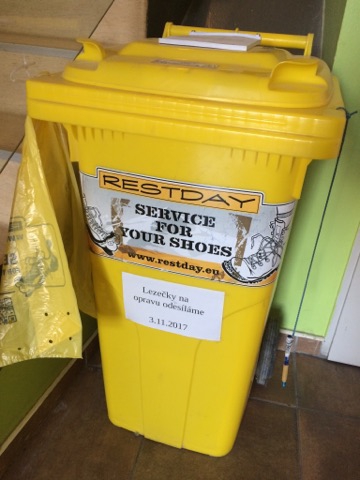 RESTDAY
SERVICE
FOR
YOUR SHOES
www.restday.eu
Lezečky na
opravu odesíláme
3.11.2017